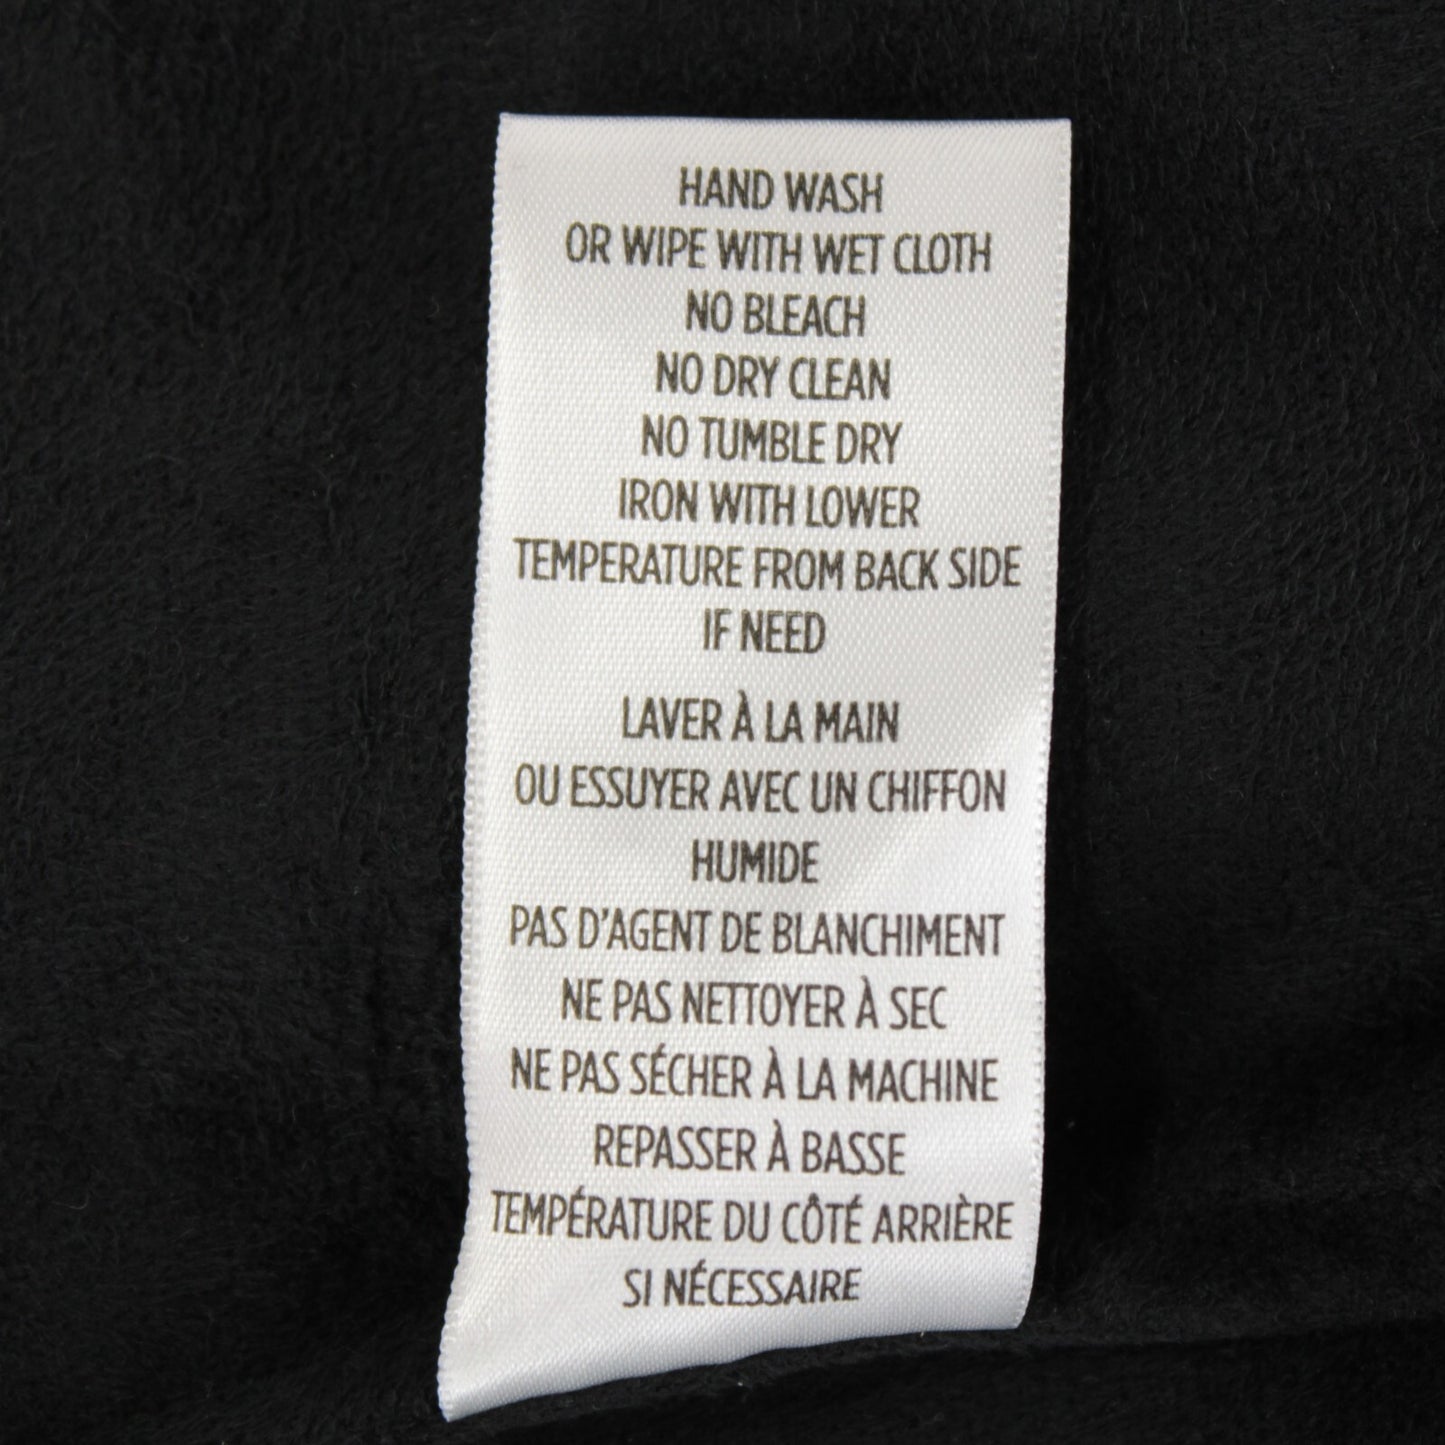 HAND WASH
OR WIPE WITH WET CLOTH
NO BLEACH
NO DRY CLEAN
NO TUMBLE DRY
IRON WITH LOWER
TEMPERATURE FROM BACK SIDE
IF NEED
LAVER À LA MAIN
OU ESSUYER AVEC UN CHIFFON
HUMIDE
PAS D'AGENT DE BLANCHIMENT
NE PAS NETTOYER À SEC
NE PAS SÉCHER À LA MACHINE
REPASSER À BASSE
TEMPÉRATURE DU CÔTÉ ARRIÈRE
SI NÉCESSAIRE